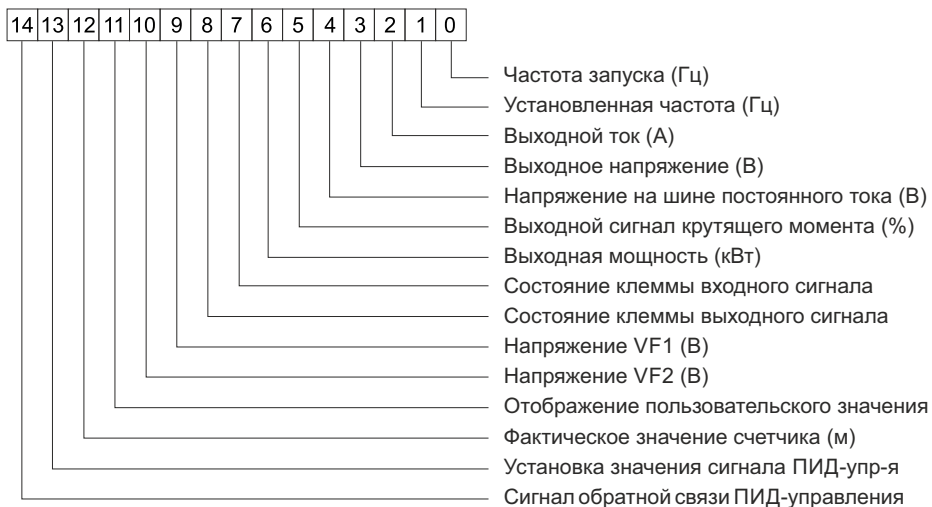 14 13 12 11 10 9 8 7 6 5 4 3 2 1 0
Частота запуска (Гц)
Установленная частота (Гц)
Выходной ток (А)
Выходное напряжение (В)
Напряжение на шине постоянного тока (В)
Выходной сигнал крутящего момента (%)
Выходная мощность (кВт)
Состояние клеммы входного сигнала
Состояние клеммы выходного сигнала
Напряжение VF1 (В)
Напряжение VF2 (В)
Отображение пользовательского значения
Фактическое значение счетчика (м)
Установка значения сигнала ПИД-упр-я
Сигнал обратной связи ПИД-управления